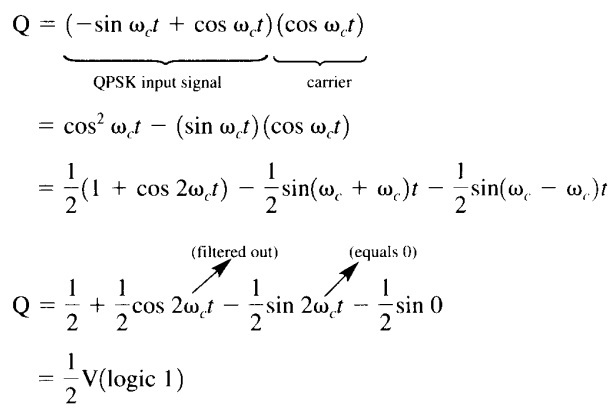 Q = (−sin ω_c t + cos ω_c t)(cos ω_c t)
QPSK input signal carrier
= cos² ω_c t − (sin ω_c t)(cos ω_c t)
= 1/2(1 + cos 2ω_c t) − 1/2 sin(ω_c + ω_c)t − 1/2 sin(ω_c − ω_c)t
(filtered out) (equals 0)
Q = 1/2 + 1/2 cos 2ω_c t − 1/2 sin 2ω_c t − 1/2 sin 0
= 1/2 V(logic 1)